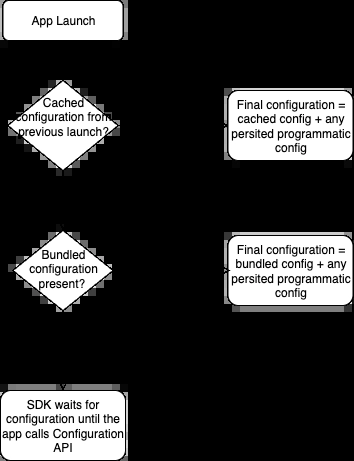 App Launch
Cached
configuration from
previous launch?
Final configuration =
cached config + any
persited programmatic
config
Bundled
configuration
present?
Final configuration =
bundled config + any
persited programmatic
config
SDK waits for
configuration until the
app calls Configuration
API